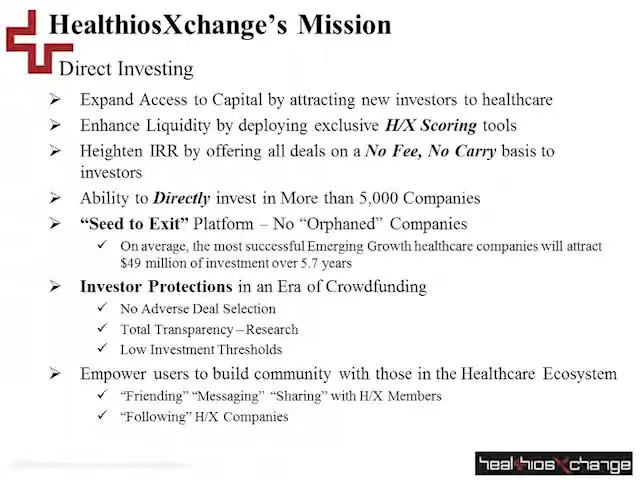 HealthiosXchange’s Mission
Direct Investing
➢ Expand Access to Capital by attracting new investors to healthcare
➢ Enhance Liquidity by deploying exclusive H/X Scoring tools
➢ Heighten IRR by offering all deals on a No Fee, No Carry basis to
investors
➢ Ability to Directly invest in More than 5,000 Companies
➢ “Seed to Exit” Platform – No “Orphaned” Companies
✓ On average, the most successful Emerging Growth healthcare companies will attract
$49 million of investment over 5.7 years
➢ Investor Protections in an Era of Crowdfunding
✓ No Adverse Deal Selection
✓ Total Transparency – Research
✓ Low Investment Thresholds
➢ Empower users to build community with those in the Healthcare Ecosystem
✓ “Friending” “Messaging” “Sharing” with H/X Members
✓ “Following” H/X Companies
healthiosXchange